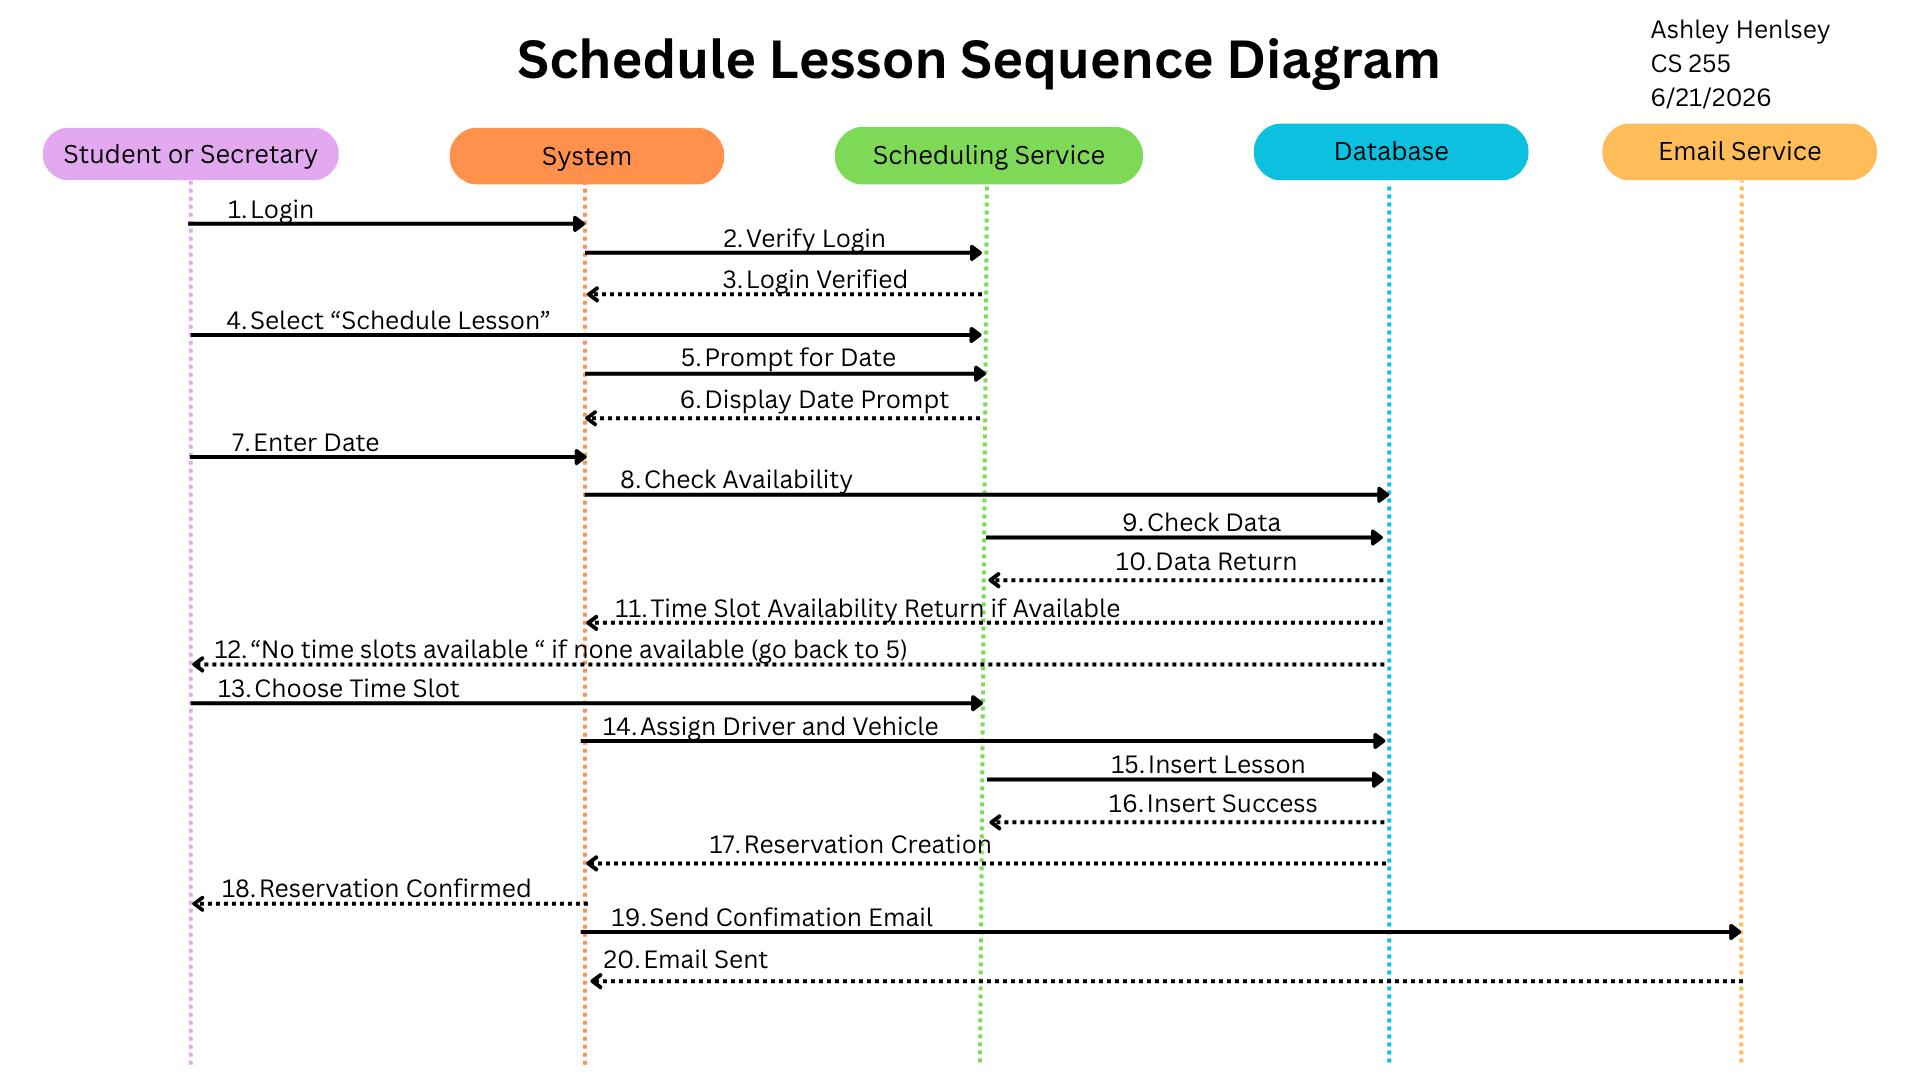 Schedule Lesson Sequence Diagram
Ashley Henlsey
CS 255
6/21/2026
Student or Secretary
System
Scheduling Service
Database
Email Service
1. Login
2. Verify Login
3. Login Verified
4. Select “Schedule Lesson”
5. Prompt for Date
6. Display Date Prompt
7. Enter Date
8. Check Availability
9. Check Data
10. Data Return
11. Time Slot Availability Return if Available
12. “No time slots available “ if none available (go back to 5)
13. Choose Time Slot
14. Assign Driver and Vehicle
15. Insert Lesson
16. Insert Success
17. Reservation Creation
18. Reservation Confirmed
19. Send Confimation Email
20. Email Sent